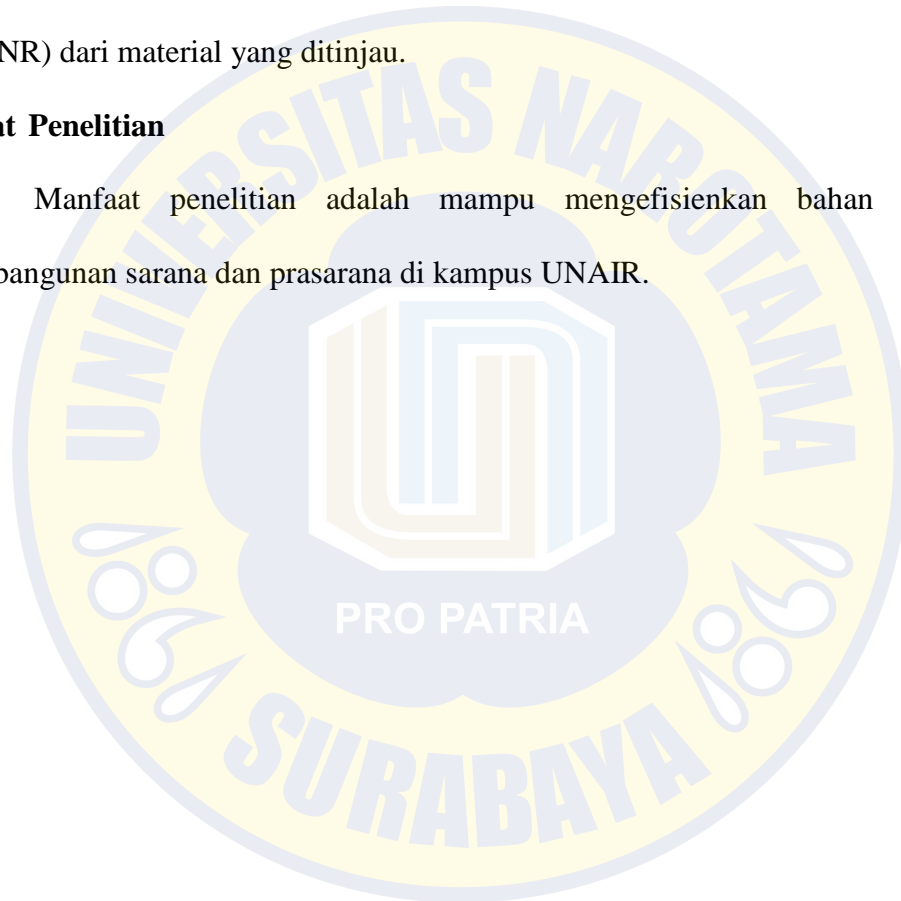 NR) dari material yang ditinjau.
at Penelitian
Manfaat penelitian adalah mampu mengefisienkan bahan
bangunan sarana dan prasarana di kampus UNAIR.
UNIVERSITAS NAROTAMA
PRO PATRIA
SURABAYA